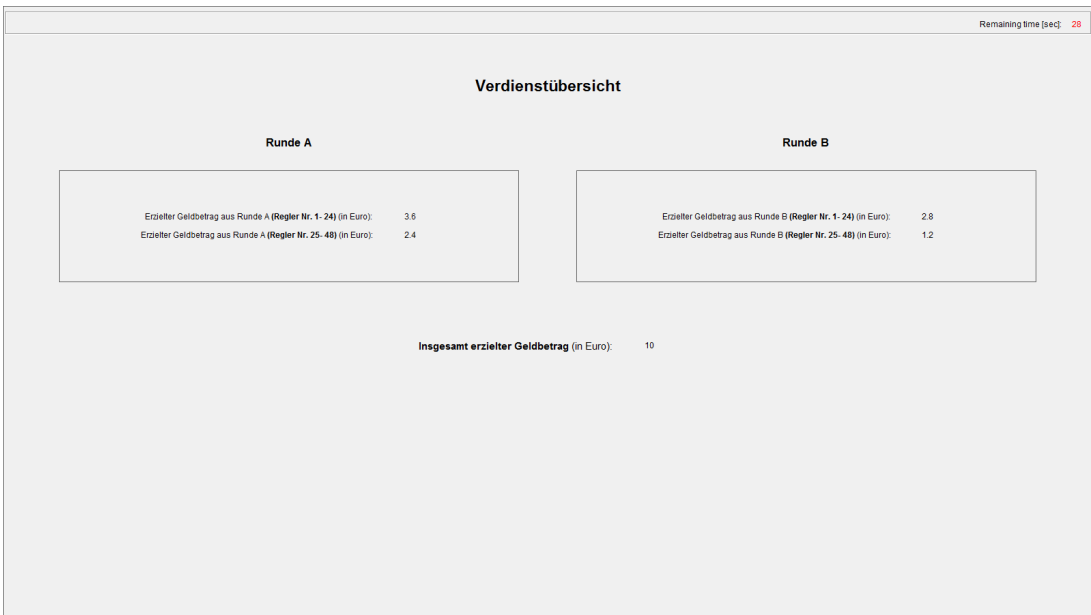 Remaining time [sec]: 28
Verdienstübersicht
Runde A
Erzielter Geldbetrag aus Runde A (Regler Nr. 1- 24) (in Euro): 3.6
Erzielter Geldbetrag aus Runde A (Regler Nr. 25- 48) (in Euro): 2.4
Runde B
Erzielter Geldbetrag aus Runde B (Regler Nr. 1- 24) (in Euro): 2.8
Erzielter Geldbetrag aus Runde B (Regler Nr. 25- 48) (in Euro): 1.2
Insgesamt erzielter Geldbetrag (in Euro): 10